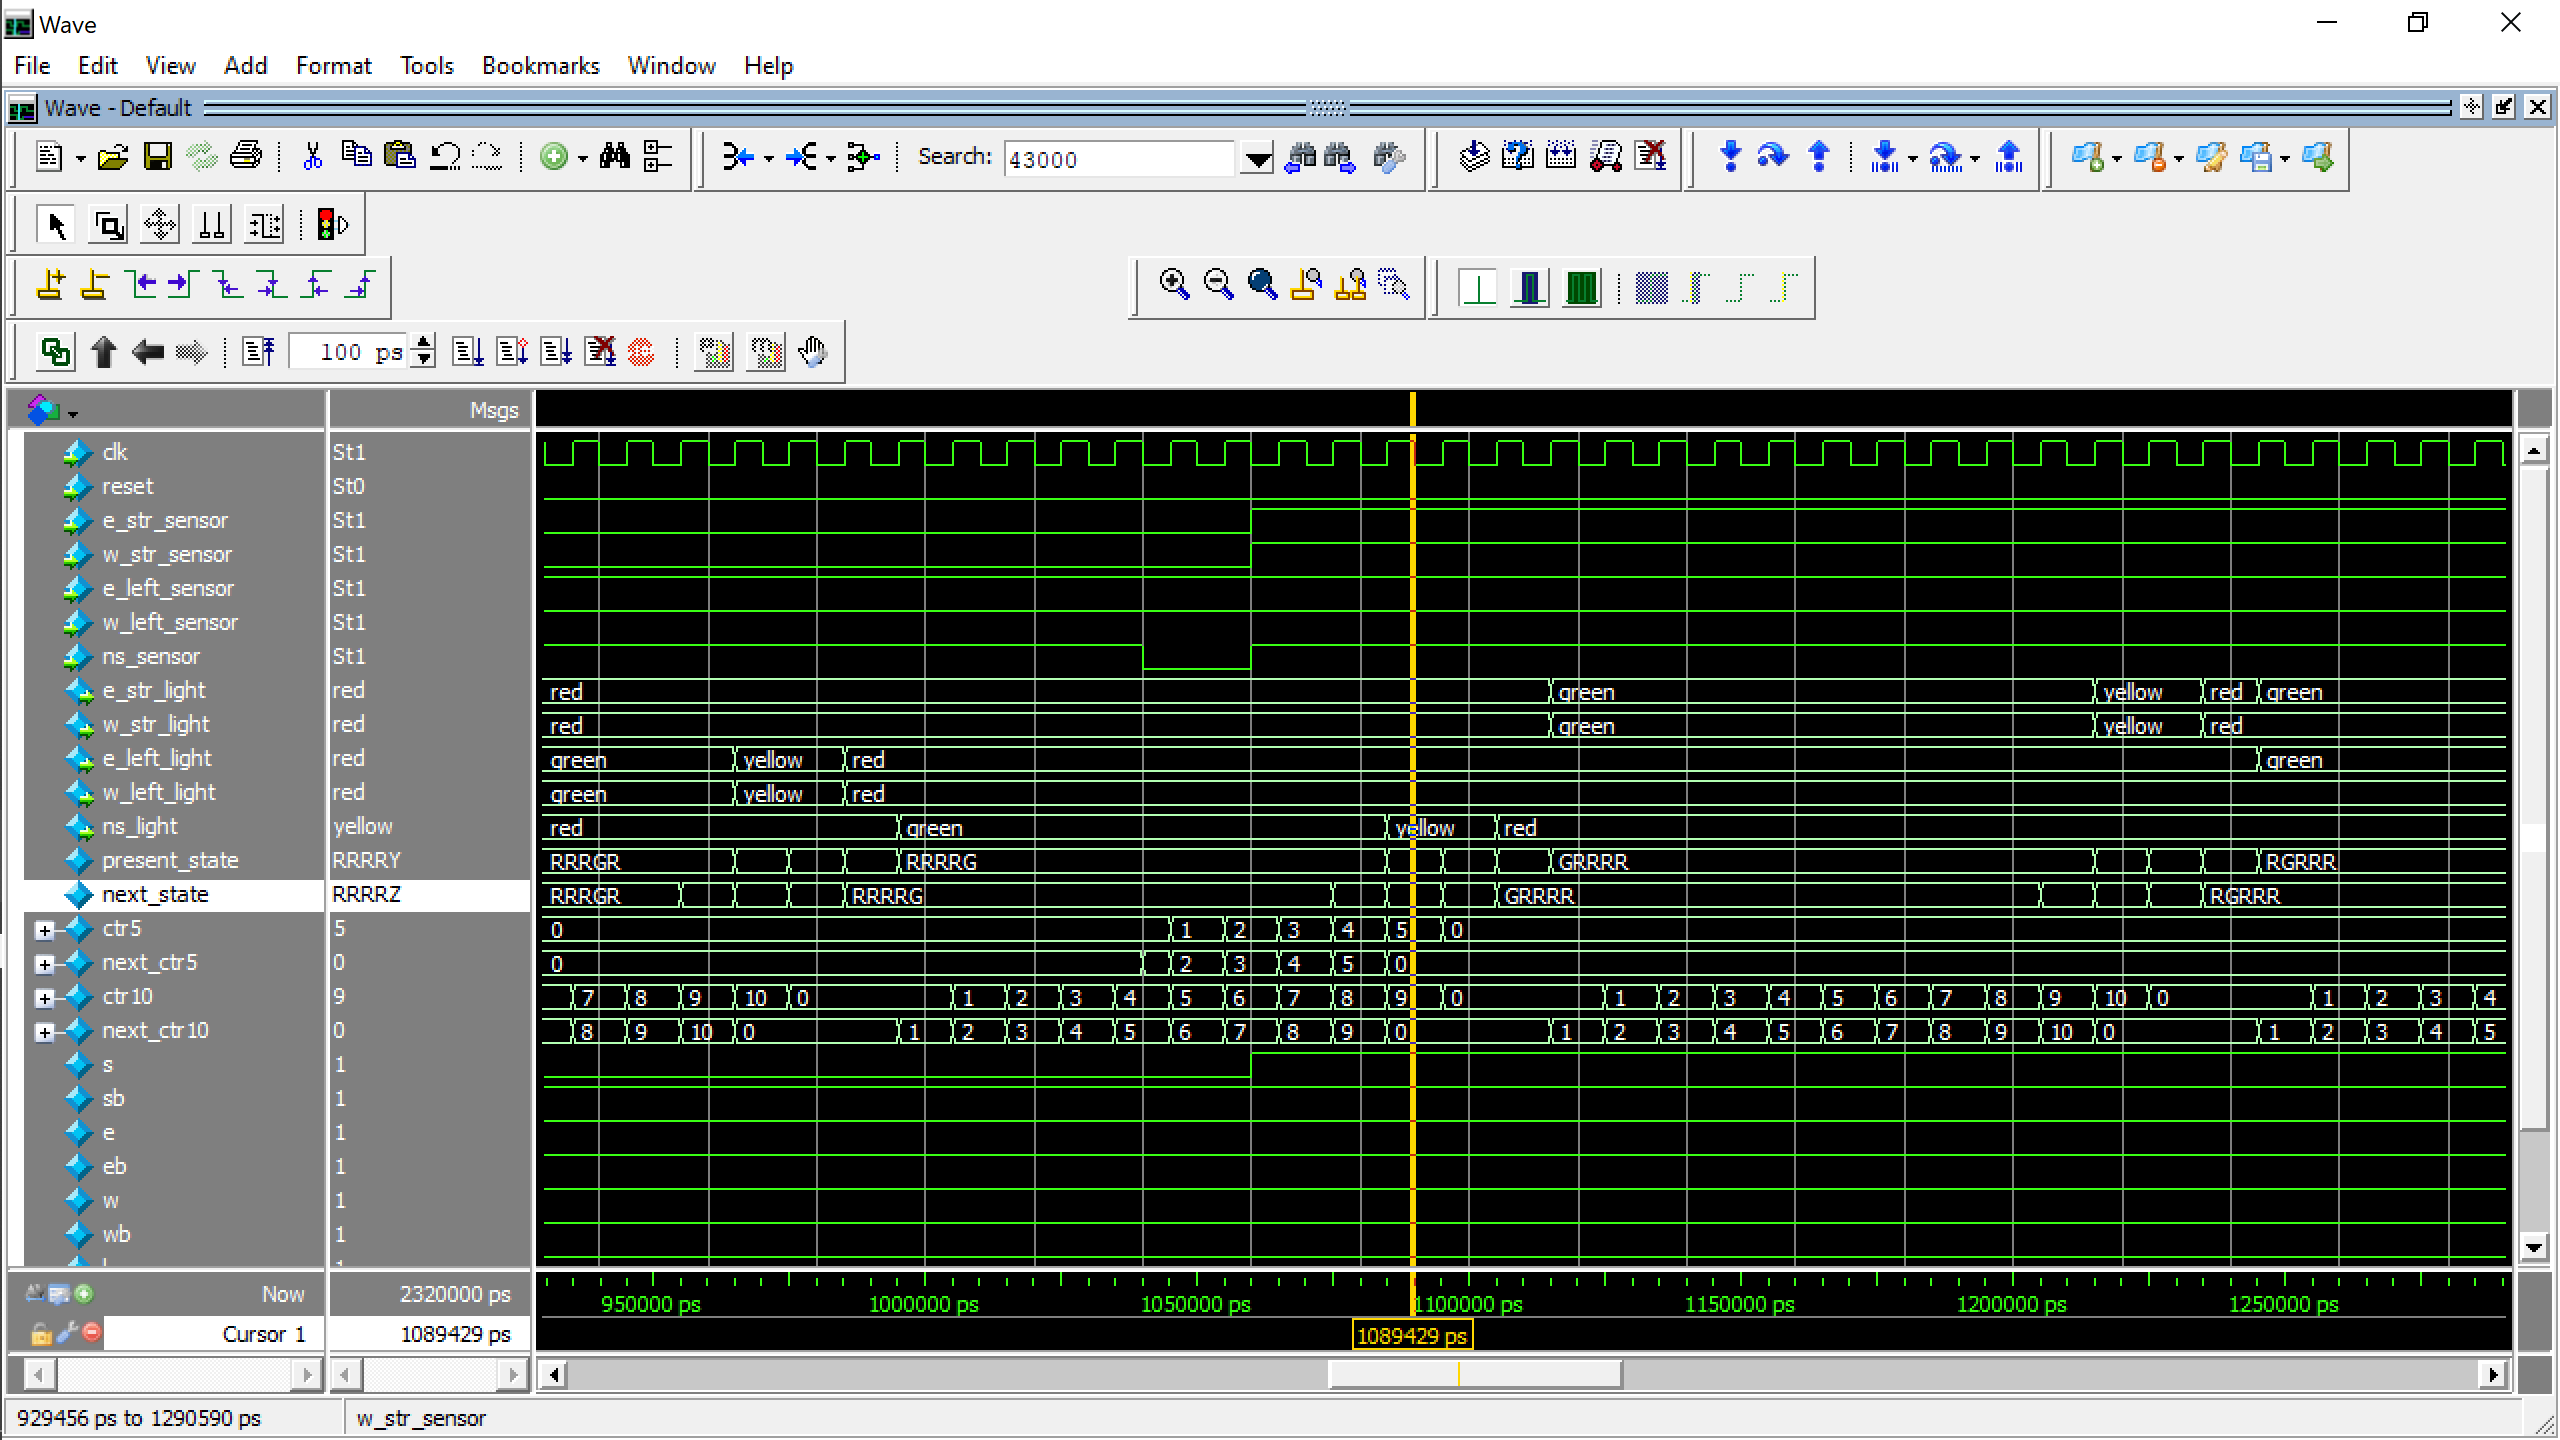 Wave
File Edit View Add Format Tools Bookmarks Window Help
Wave - Default
Search: 43000
100 ps
Msgs
clk St1
reset St0
e_str_sensor St1
w_str_sensor St1
e_left_sensor St1
w_left_sensor St1
ns_sensor St1
e_str_light red red green yellow red green
w_str_light red red green yellow red
e_left_light red green yellow red green
w_left_light red green yellow red
ns_light yellow red green yellow red
present_state RRRRY RRRGR RRRRG GRRRR RGRRR
next_state RRRRZ RRRGR RRRRG GRRRR RGRRR
ctr5 5 0 1 2 3 4 5 0
next_ctr5 0 0 2 3 4 5 0
ctr10 9 7 8 9 10 0 1 2 3 4 5 6 7 8 9 0 1 2 3 4 5 6 7 8 9 10 0 1 2 3 4
next_ctr10 0 8 9 10 0 1 2 3 4 5 6 7 8 9 0 1 2 3 4 5 6 7 8 9 10 0 1 2 3 4 5
s 1
sb 1
e 1
eb 1
w 1
wb 1
Now 2320000 ps 950000 ps 1000000 ps 1050000 ps 1100000 ps 1150000 ps 1200000 ps 1250000 ps
Cursor 1 1089429 ps 1089429 ps
929456 ps to 1290590 ps w_str_sensor